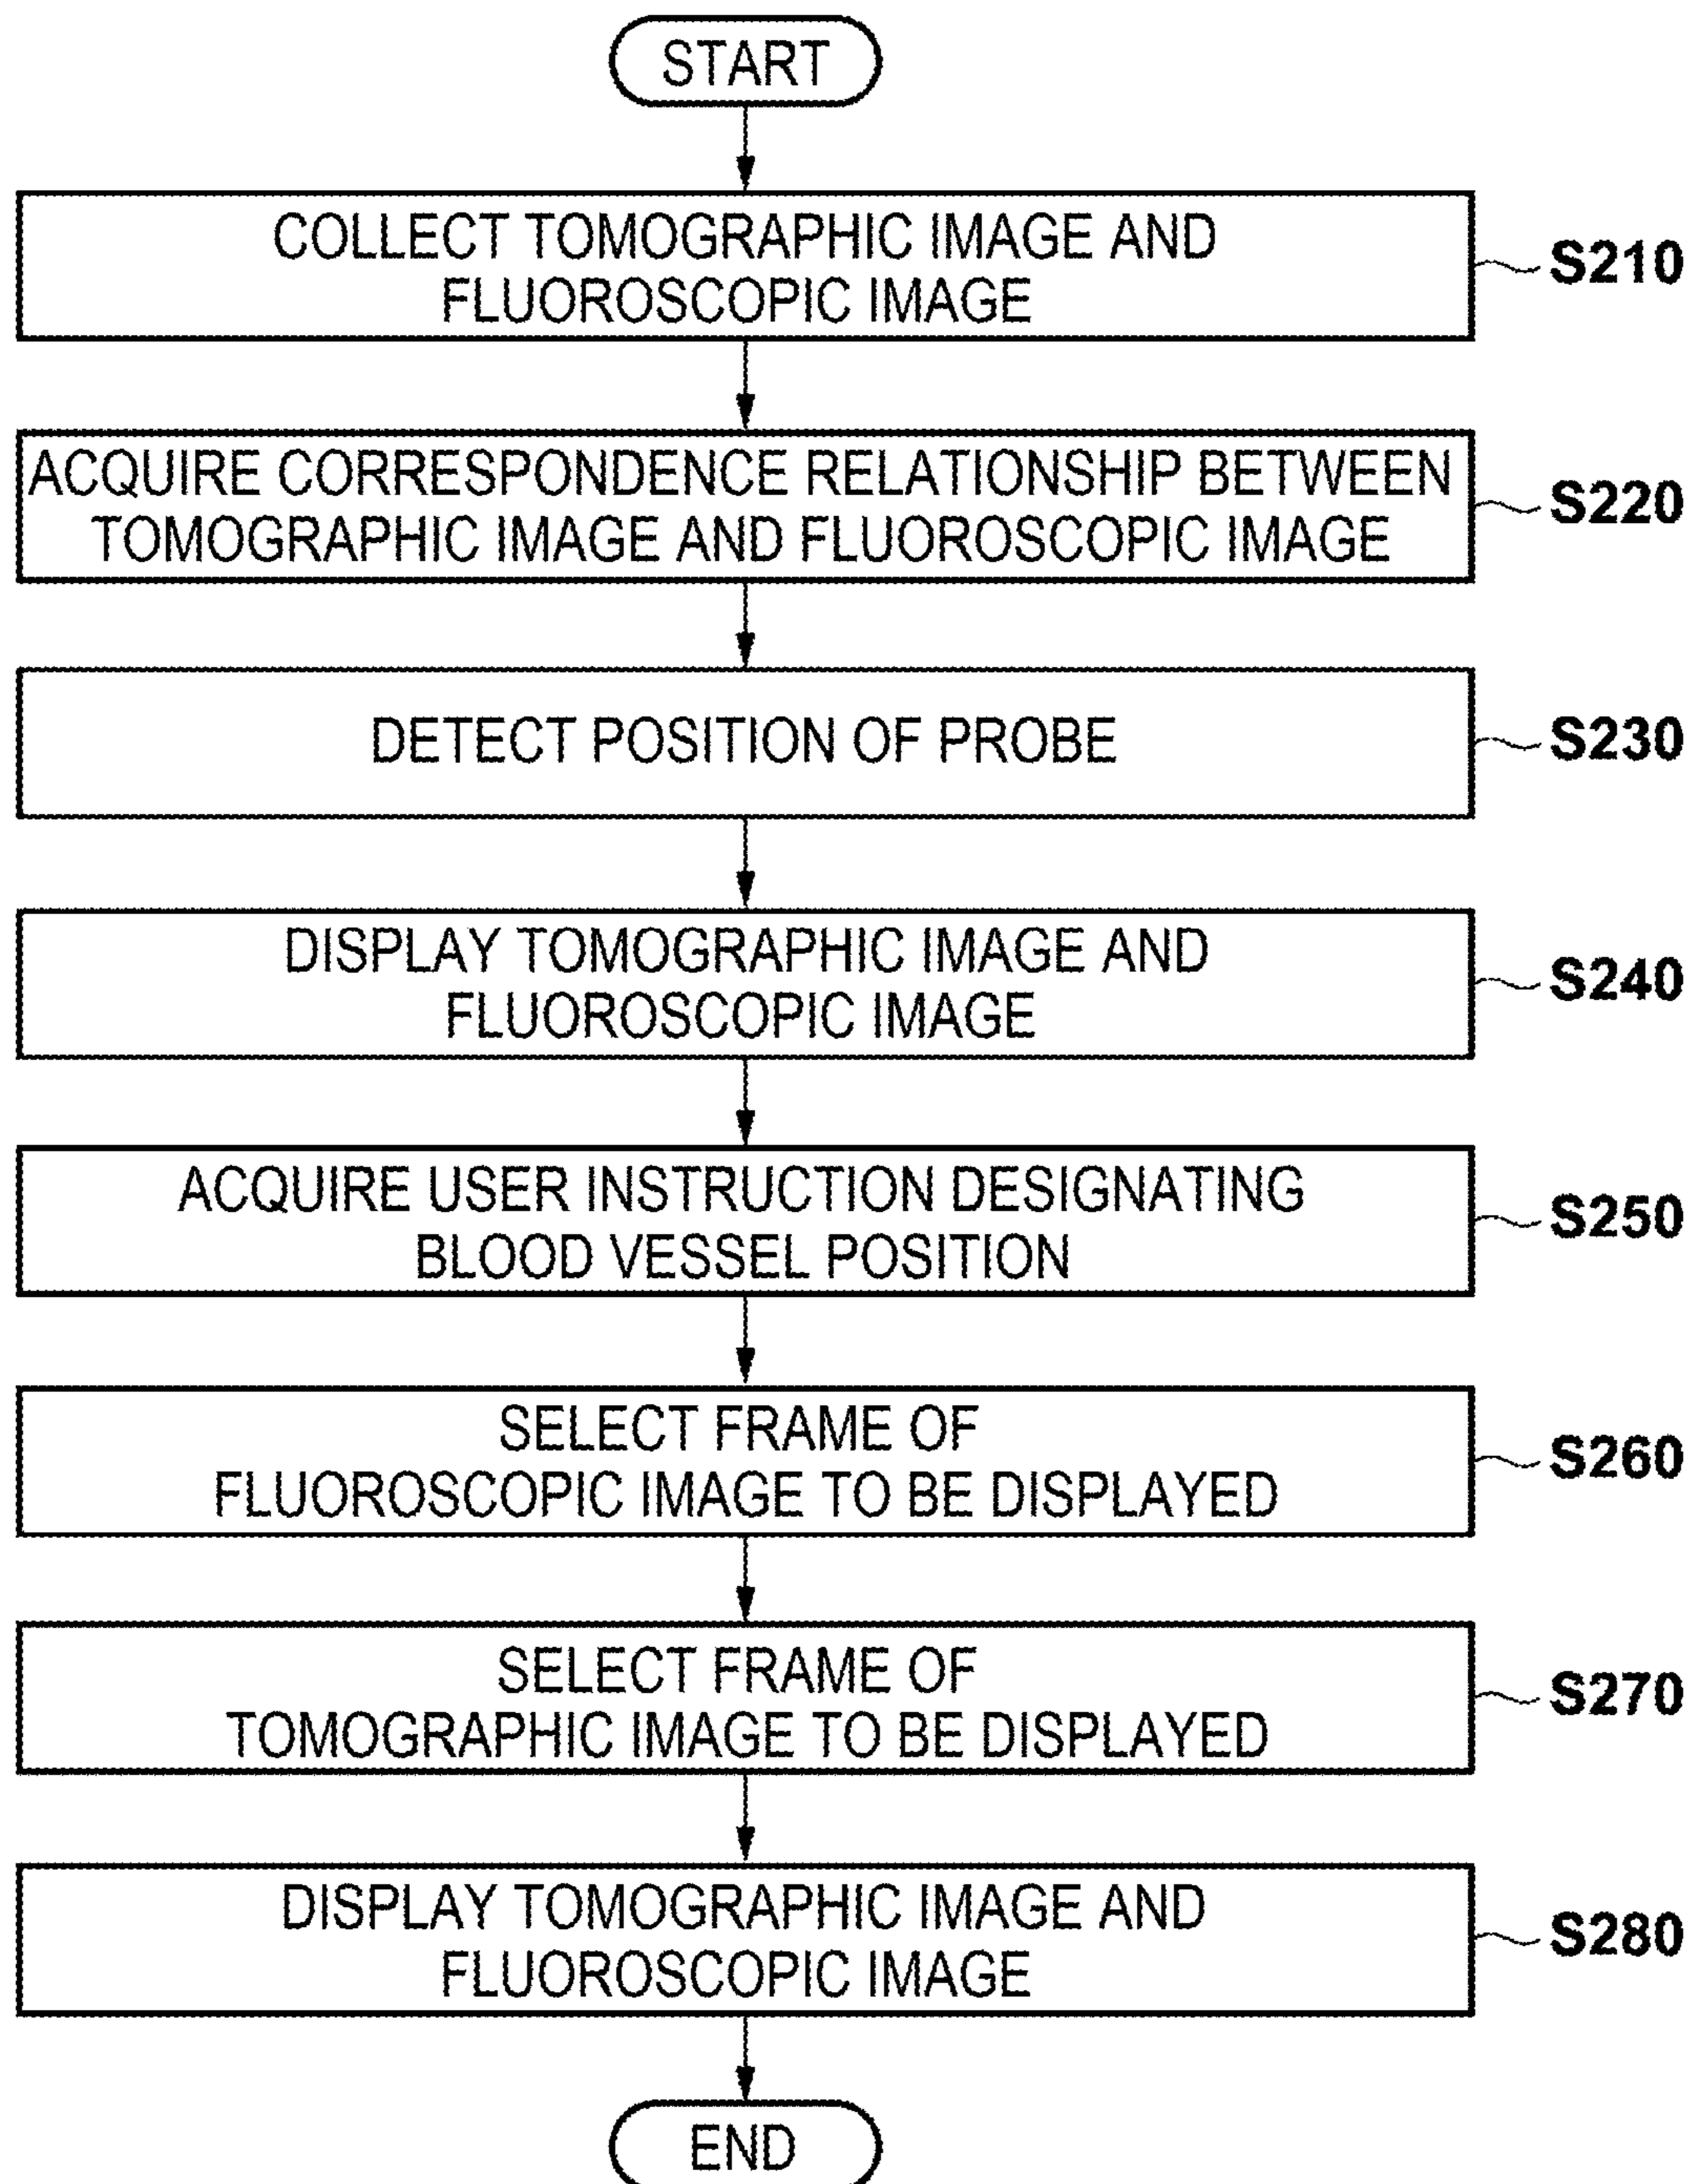 START
COLLECT TOMOGRAPHIC IMAGE AND
FLUOROSCOPIC IMAGE
S210
ACQUIRE CORRESPONDENCE RELATIONSHIP BETWEEN
TOMOGRAPHIC IMAGE AND FLUOROSCOPIC IMAGE
S220
DETECT POSITION OF PROBE
S230
DISPLAY TOMOGRAPHIC IMAGE AND
FLUOROSCOPIC IMAGE
S240
ACQUIRE USER INSTRUCTION DESIGNATING
BLOOD VESSEL POSITION
S250
SELECT FRAME OF
FLUOROSCOPIC IMAGE TO BE DISPLAYED
S260
SELECT FRAME OF
TOMOGRAPHIC IMAGE TO BE DISPLAYED
S270
DISPLAY TOMOGRAPHIC IMAGE AND
FLUOROSCOPIC IMAGE
S280
END